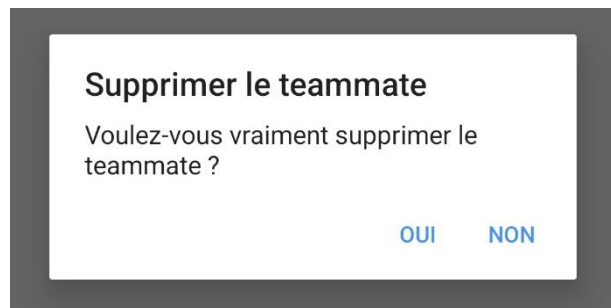 Supprimer le teammate
Voulez-vous vraiment supprimer le
teammate ?
OUI NON